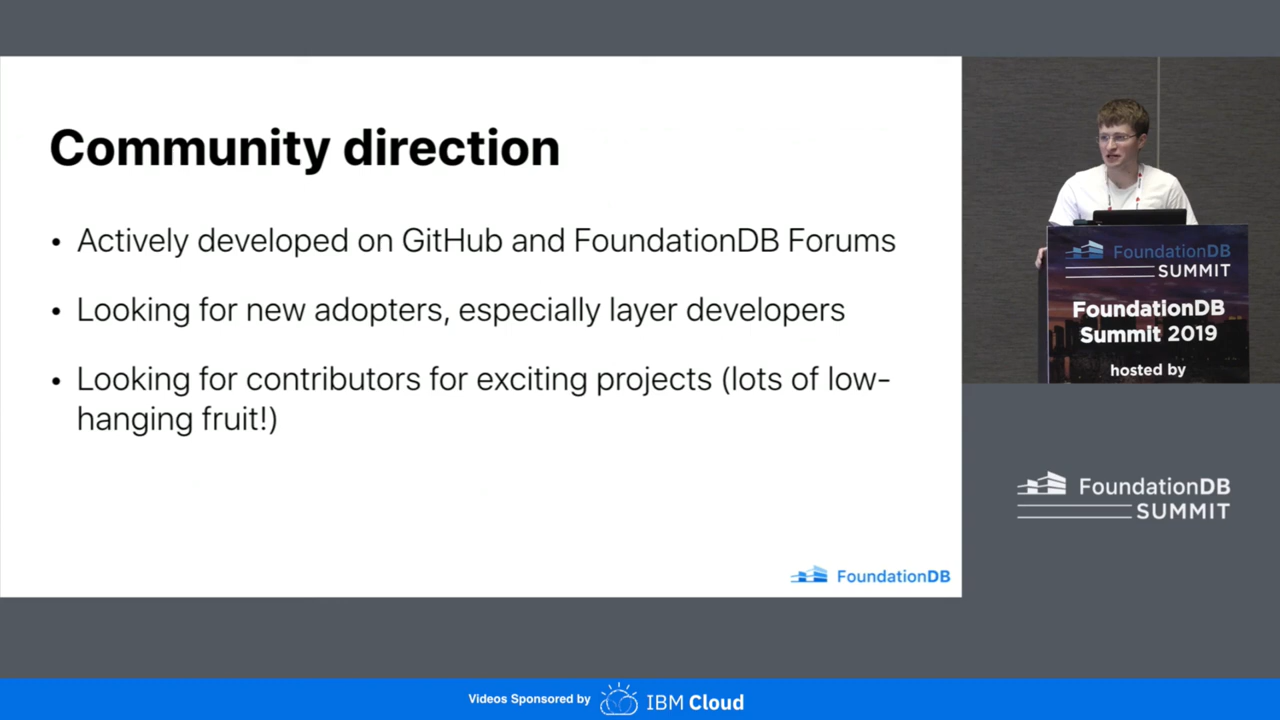 Community direction
• Actively developed on GitHub and FoundationDB Forums
• Looking for new adopters, especially layer developers
• Looking for contributors for exciting projects (lots of low-
hanging fruit!)
FoundationDB
FoundationDB
SUMMIT
FoundationDB
Summit 2019
hosted by
FoundationDB
SUMMIT
Videos Sponsored by IBM Cloud